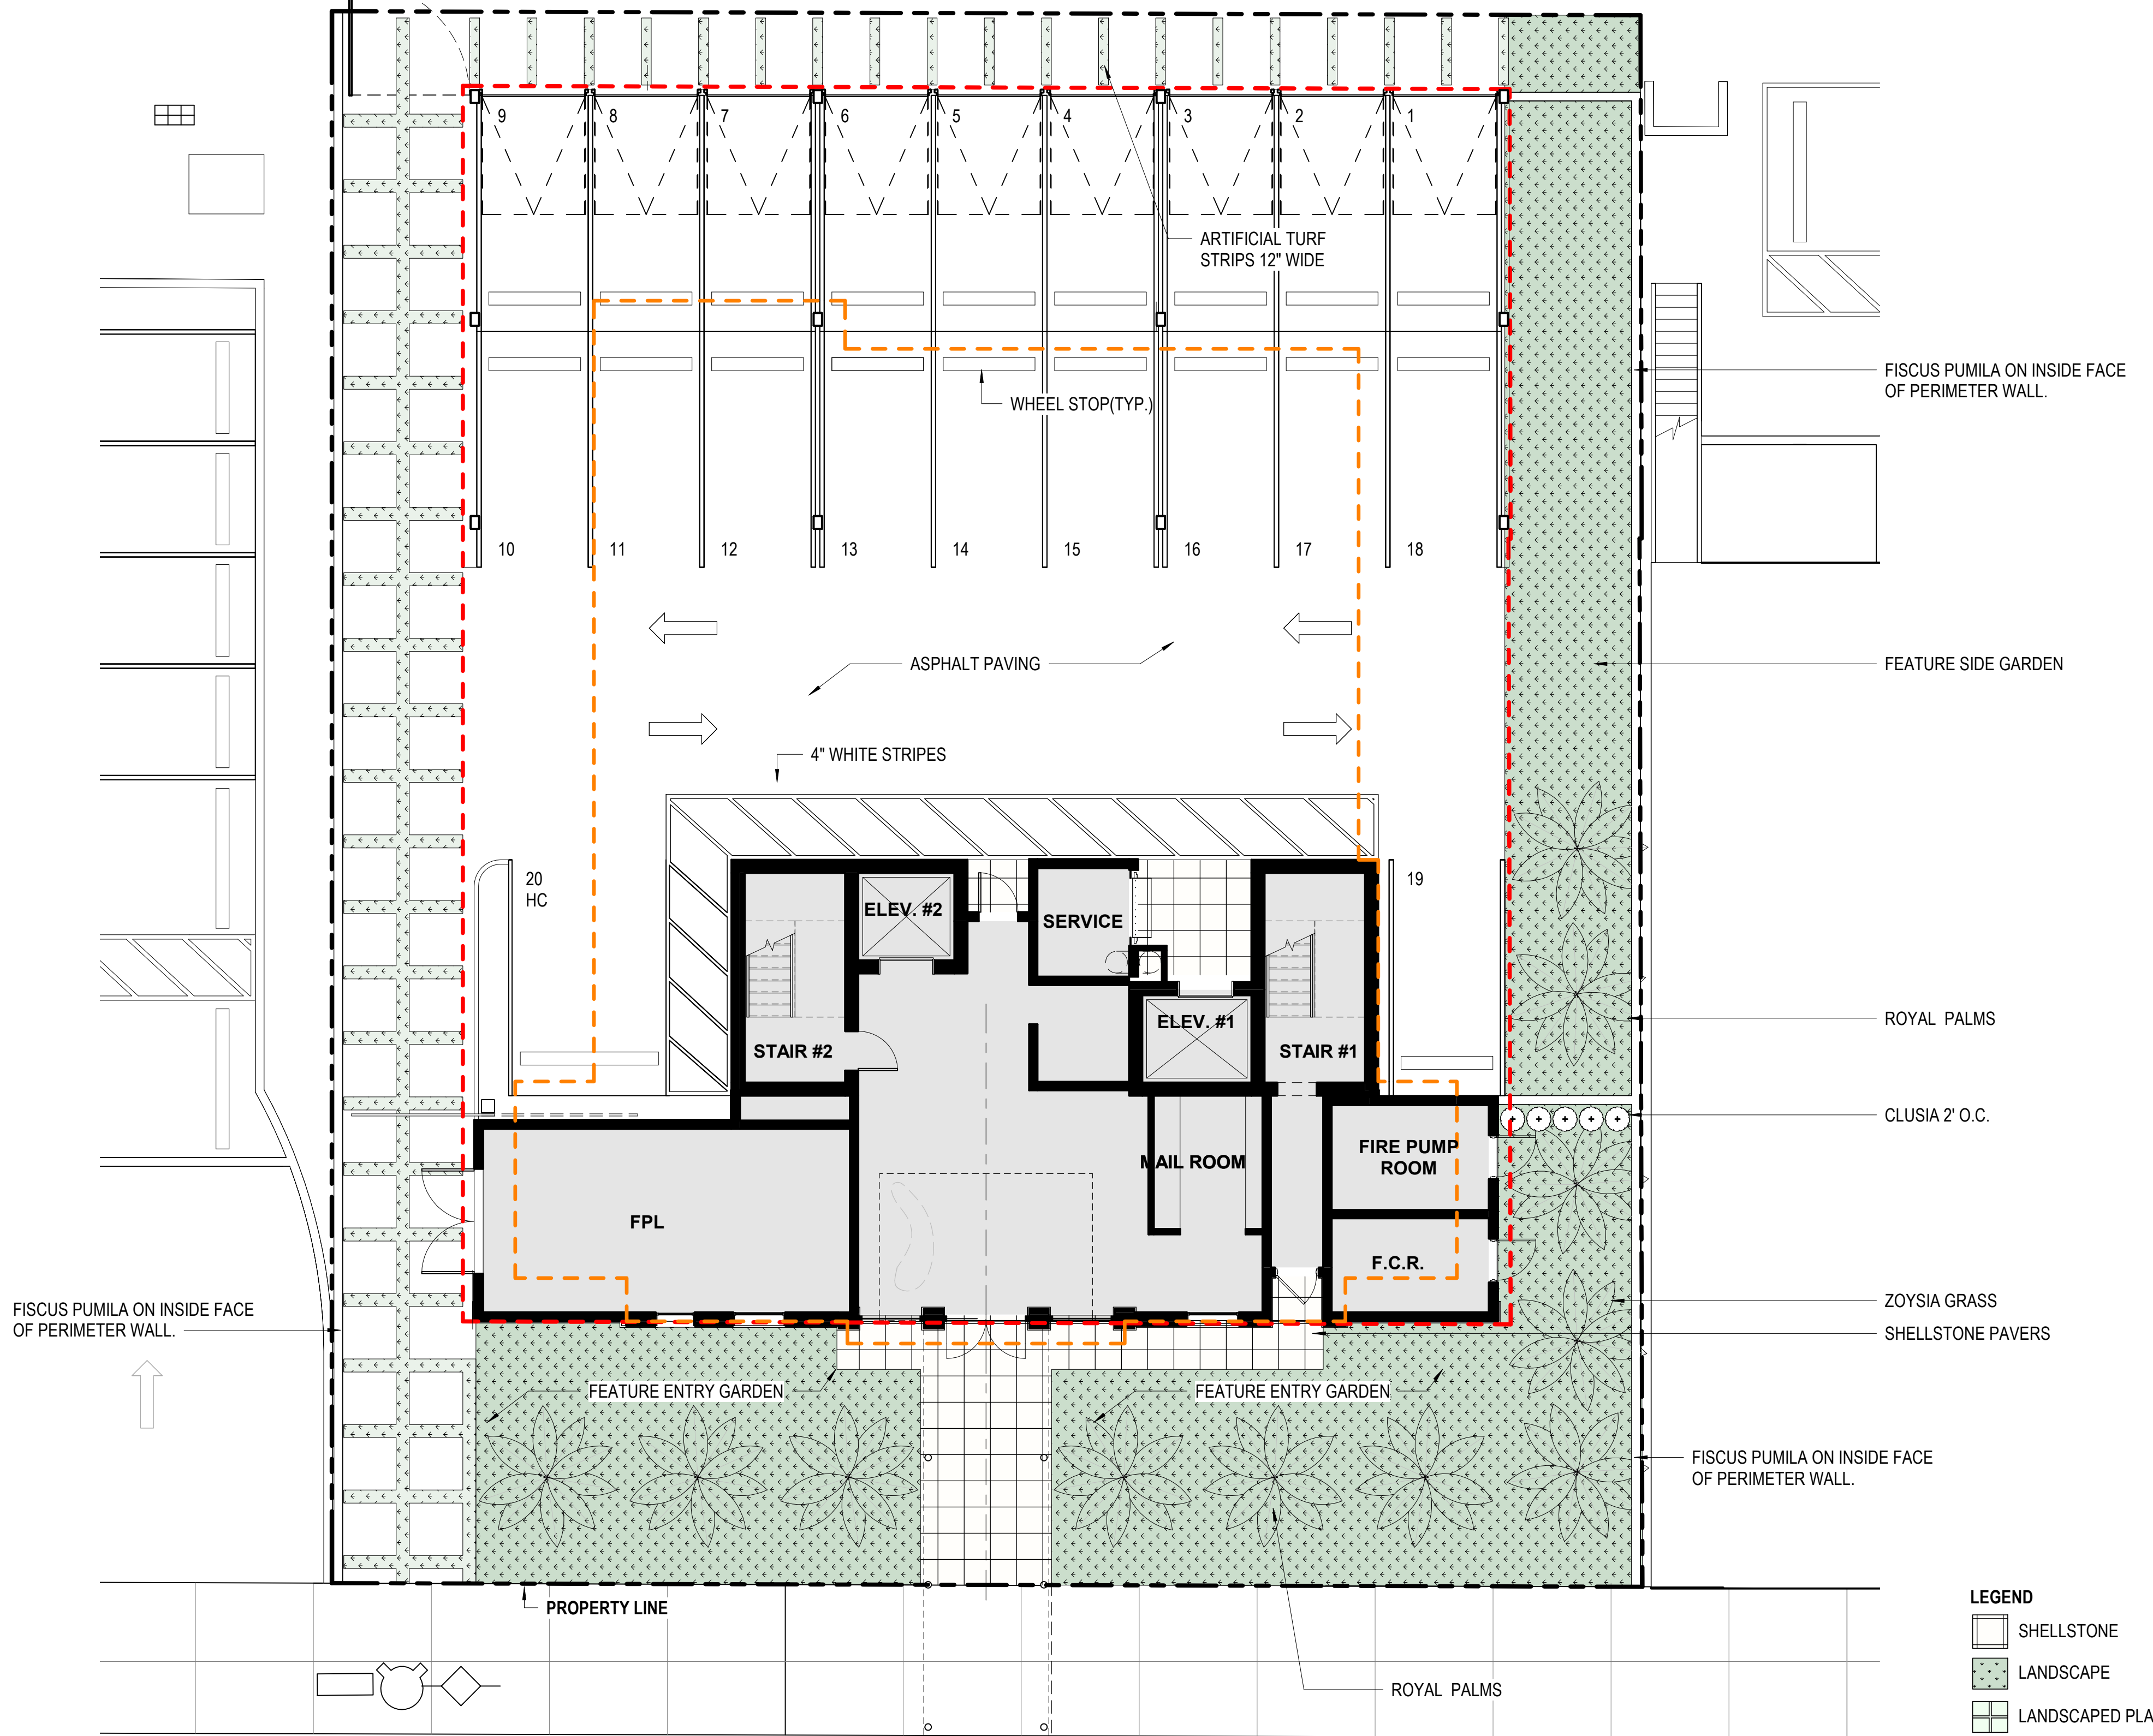 9 8 7 6 5 4 3 2 1
ARTIFICIAL TURF
STRIPS 12" WIDE
FISCUS PUMILA ON INSIDE FACE
OF PERIMETER WALL.
WHEEL STOP(TYP.)
10 11 12 13 14 15 16 17 18
ASPHALT PAVING
FEATURE SIDE GARDEN
4" WHITE STRIPES
20
HC
19
ELEV. #2
SERVICE
ELEV. #1
ROYAL PALMS
STAIR #2
STAIR #1
CLUSIA 2' O.C.
FIRE PUMP
ROOM
MAIL ROOM
FPL
F.C.R.
FISCUS PUMILA ON INSIDE FACE
OF PERIMETER WALL.
ZOYSIA GRASS
SHELLSTONE PAVERS
FEATURE ENTRY GARDEN
FEATURE ENTRY GARDEN
FISCUS PUMILA ON INSIDE FACE
OF PERIMETER WALL.
PROPERTY LINE
ROYAL PALMS
LEGEND
SHELLSTONE
LANDSCAPE
LANDSCAPED PLA